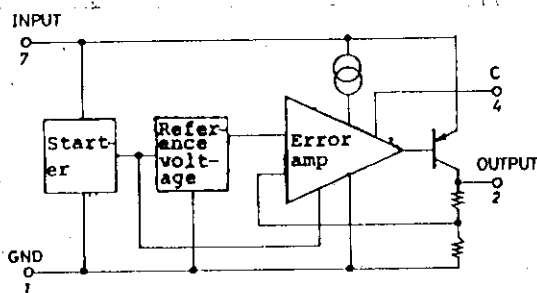 INPUT
7
C
4
Start-
er
Refer-
ence
volt-
age
Error
amp
OUTPUT
2
GND
1